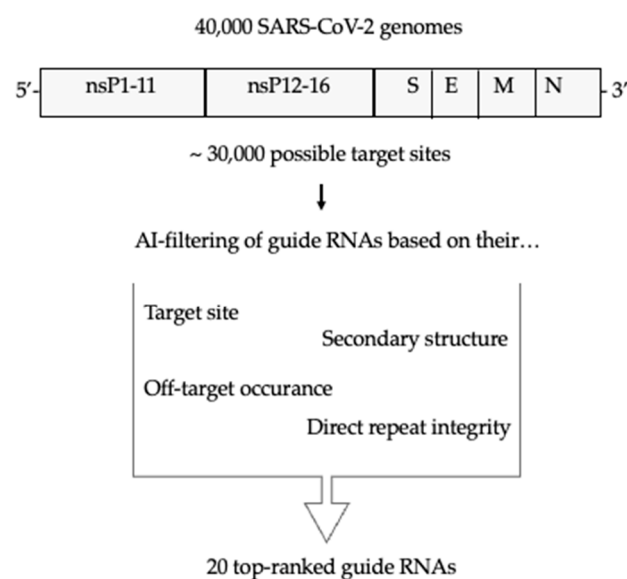 40,000 SARS-CoV-2 genomes
5′- nsP1-11 nsP12-16 S E M N - 3′
~ 30,000 possible target sites
AI-filtering of guide RNAs based on their…
Target site
Secondary structure
Off-target occurance
Direct repeat integrity
20 top-ranked guide RNAs